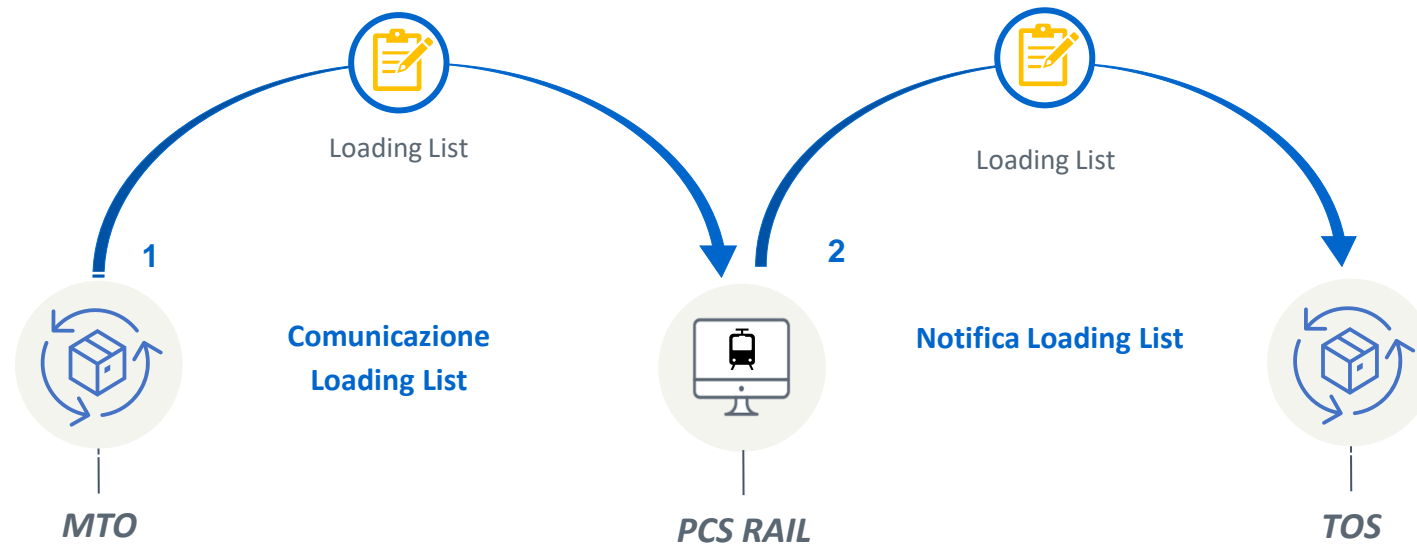 Loading List
Loading List
1
2
Comunicazione
Loading List
Notifica Loading List
MTO
PCS RAIL
TOS